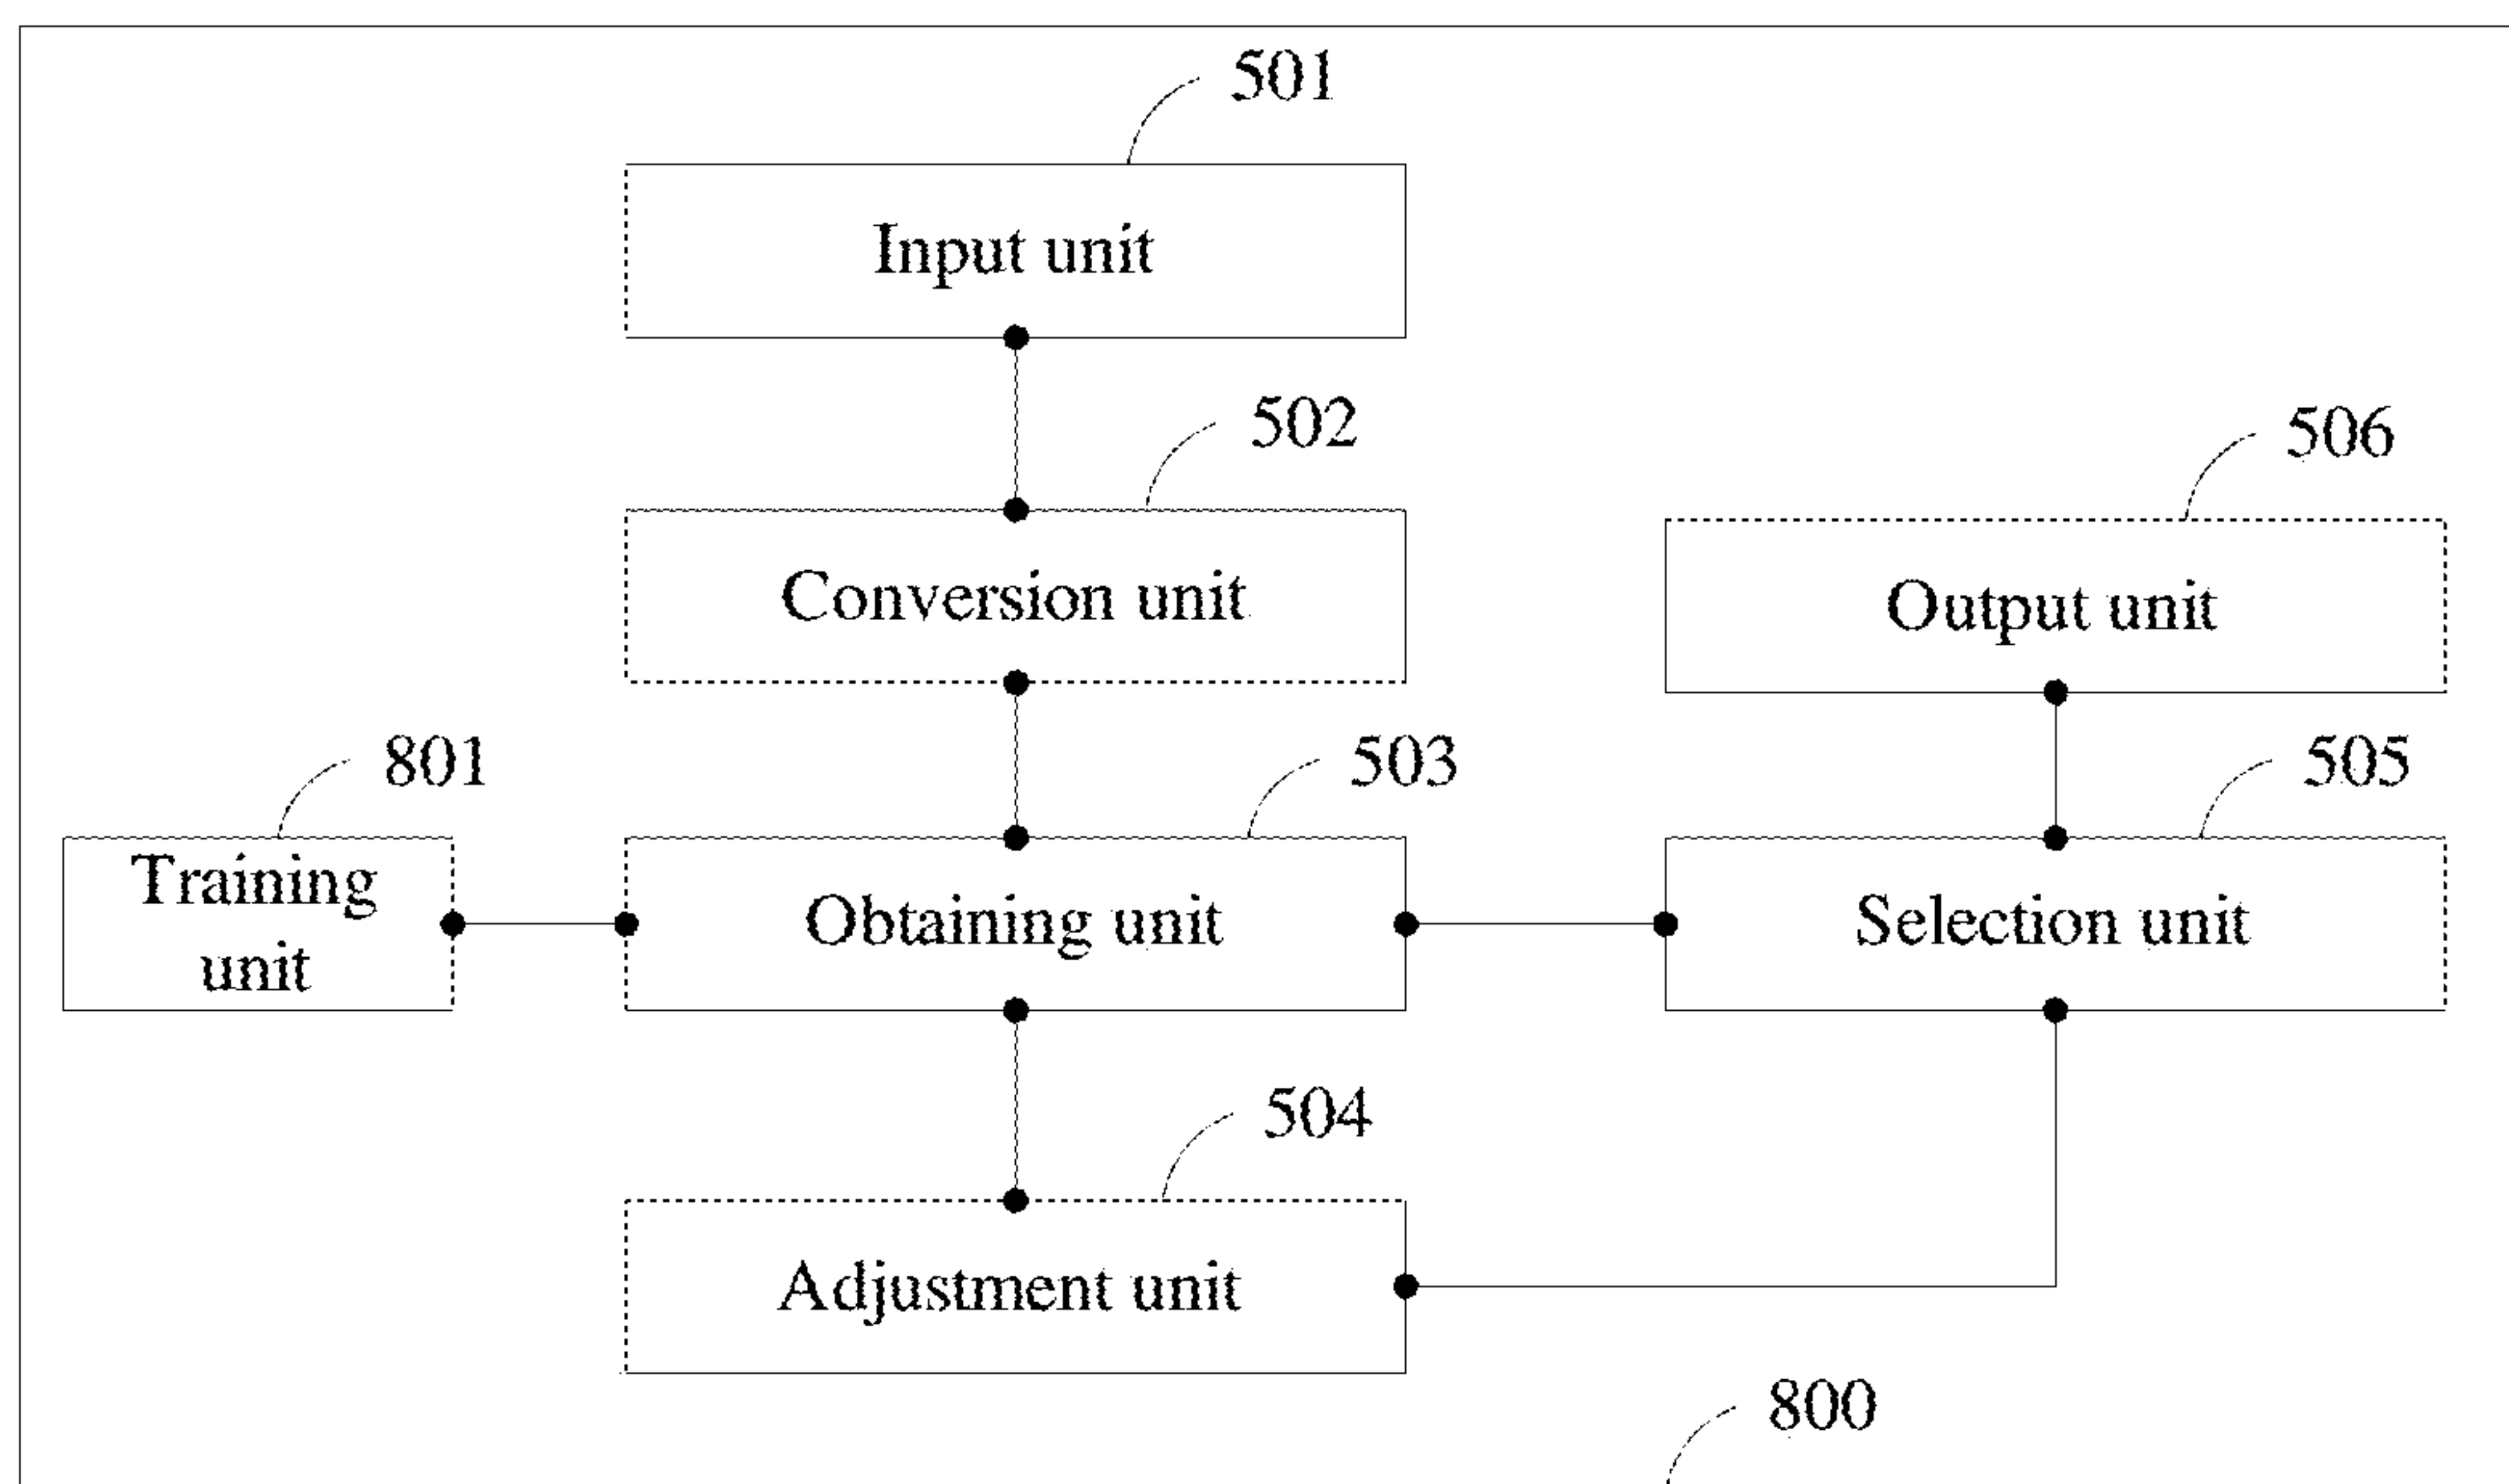 501
Input unit
502
Conversion unit
506
Output unit
801
Training
unit
503
Obtaining unit
505
Selection unit
504
Adjustment unit
800